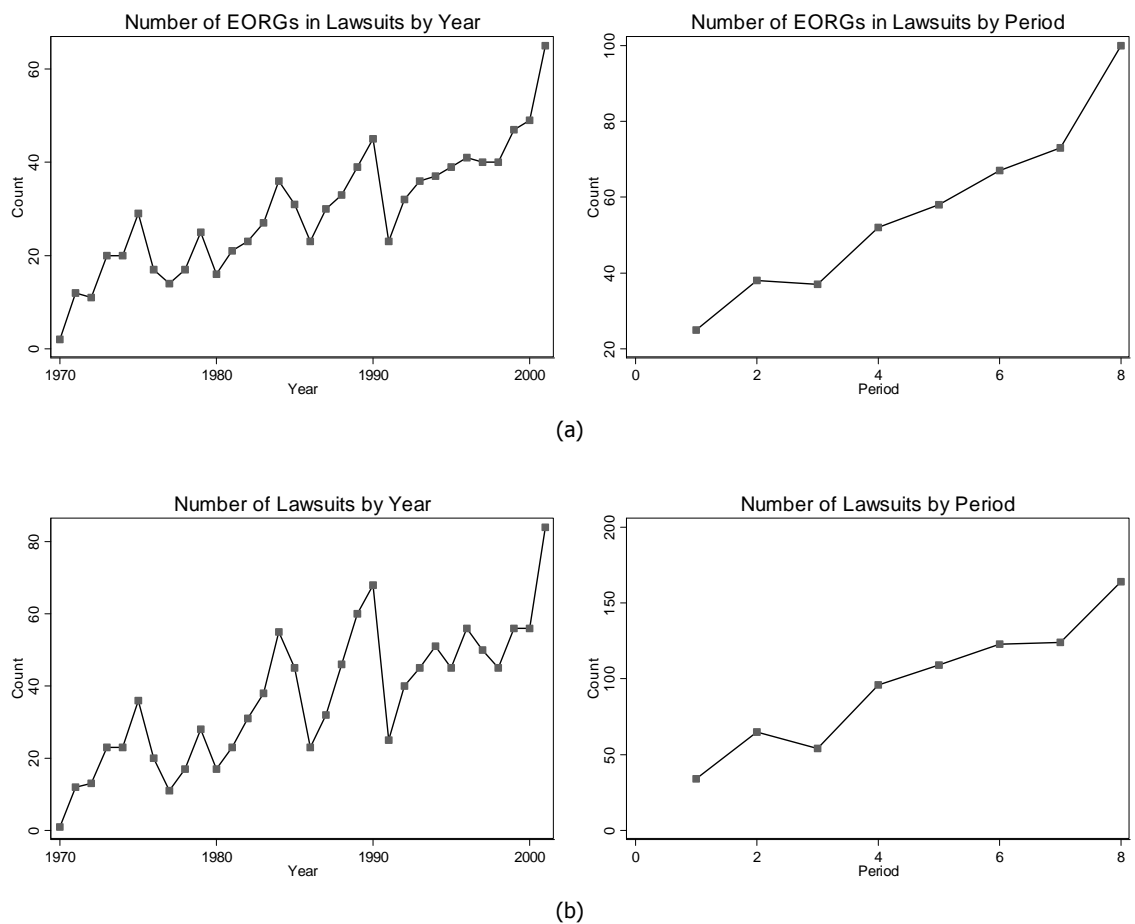 Number of EORGs in Lawsuits by Year
Number of EORGs in Lawsuits by Period
Count
60
40
20
0
1970
1980
1990
2000
Year
Count
100
80
60
40
20
0
2
4
6
8
Period
(a)
Number of Lawsuits by Year
Number of Lawsuits by Period
Count
80
60
40
20
0
1970
1980
1990
2000
Year
Count
200
150
100
50
0
0
2
4
6
8
Period
(b)